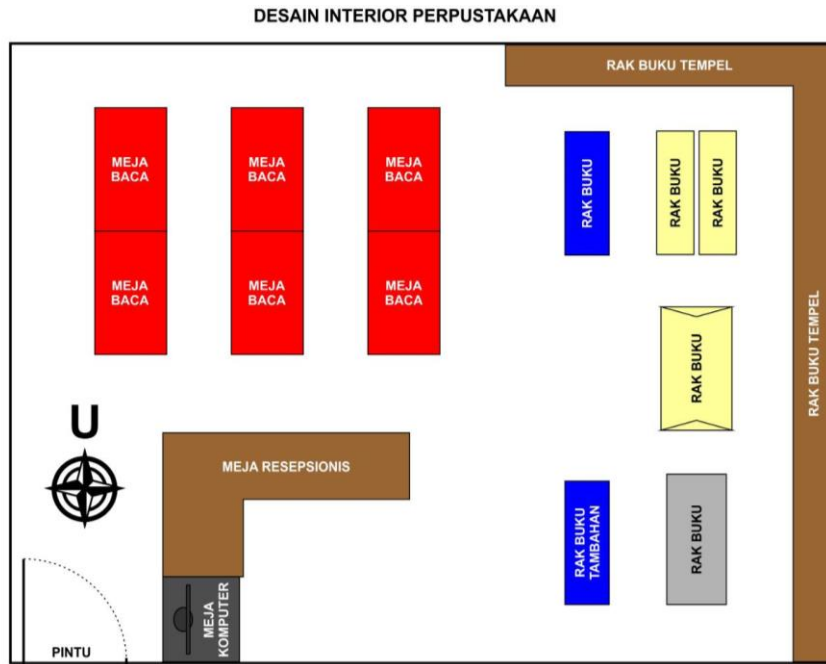 DESAIN INTERIOR PERPUSTAKAAN
RAK BUKU TEMPEL
MEJA
BACA
MEJA
BACA
MEJA
BACA
RAK BUKU
RAK BUKU
RAK BUKU
MEJA
BACA
MEJA
BACA
MEJA
BACA
RAK BUKU
RAK BUKU TEMPEL
U
MEJA RESEPSIONIS
RAK BUKU
TAMBAHAN
RAK BUKU
MEJA
KOMPUTER
PINTU